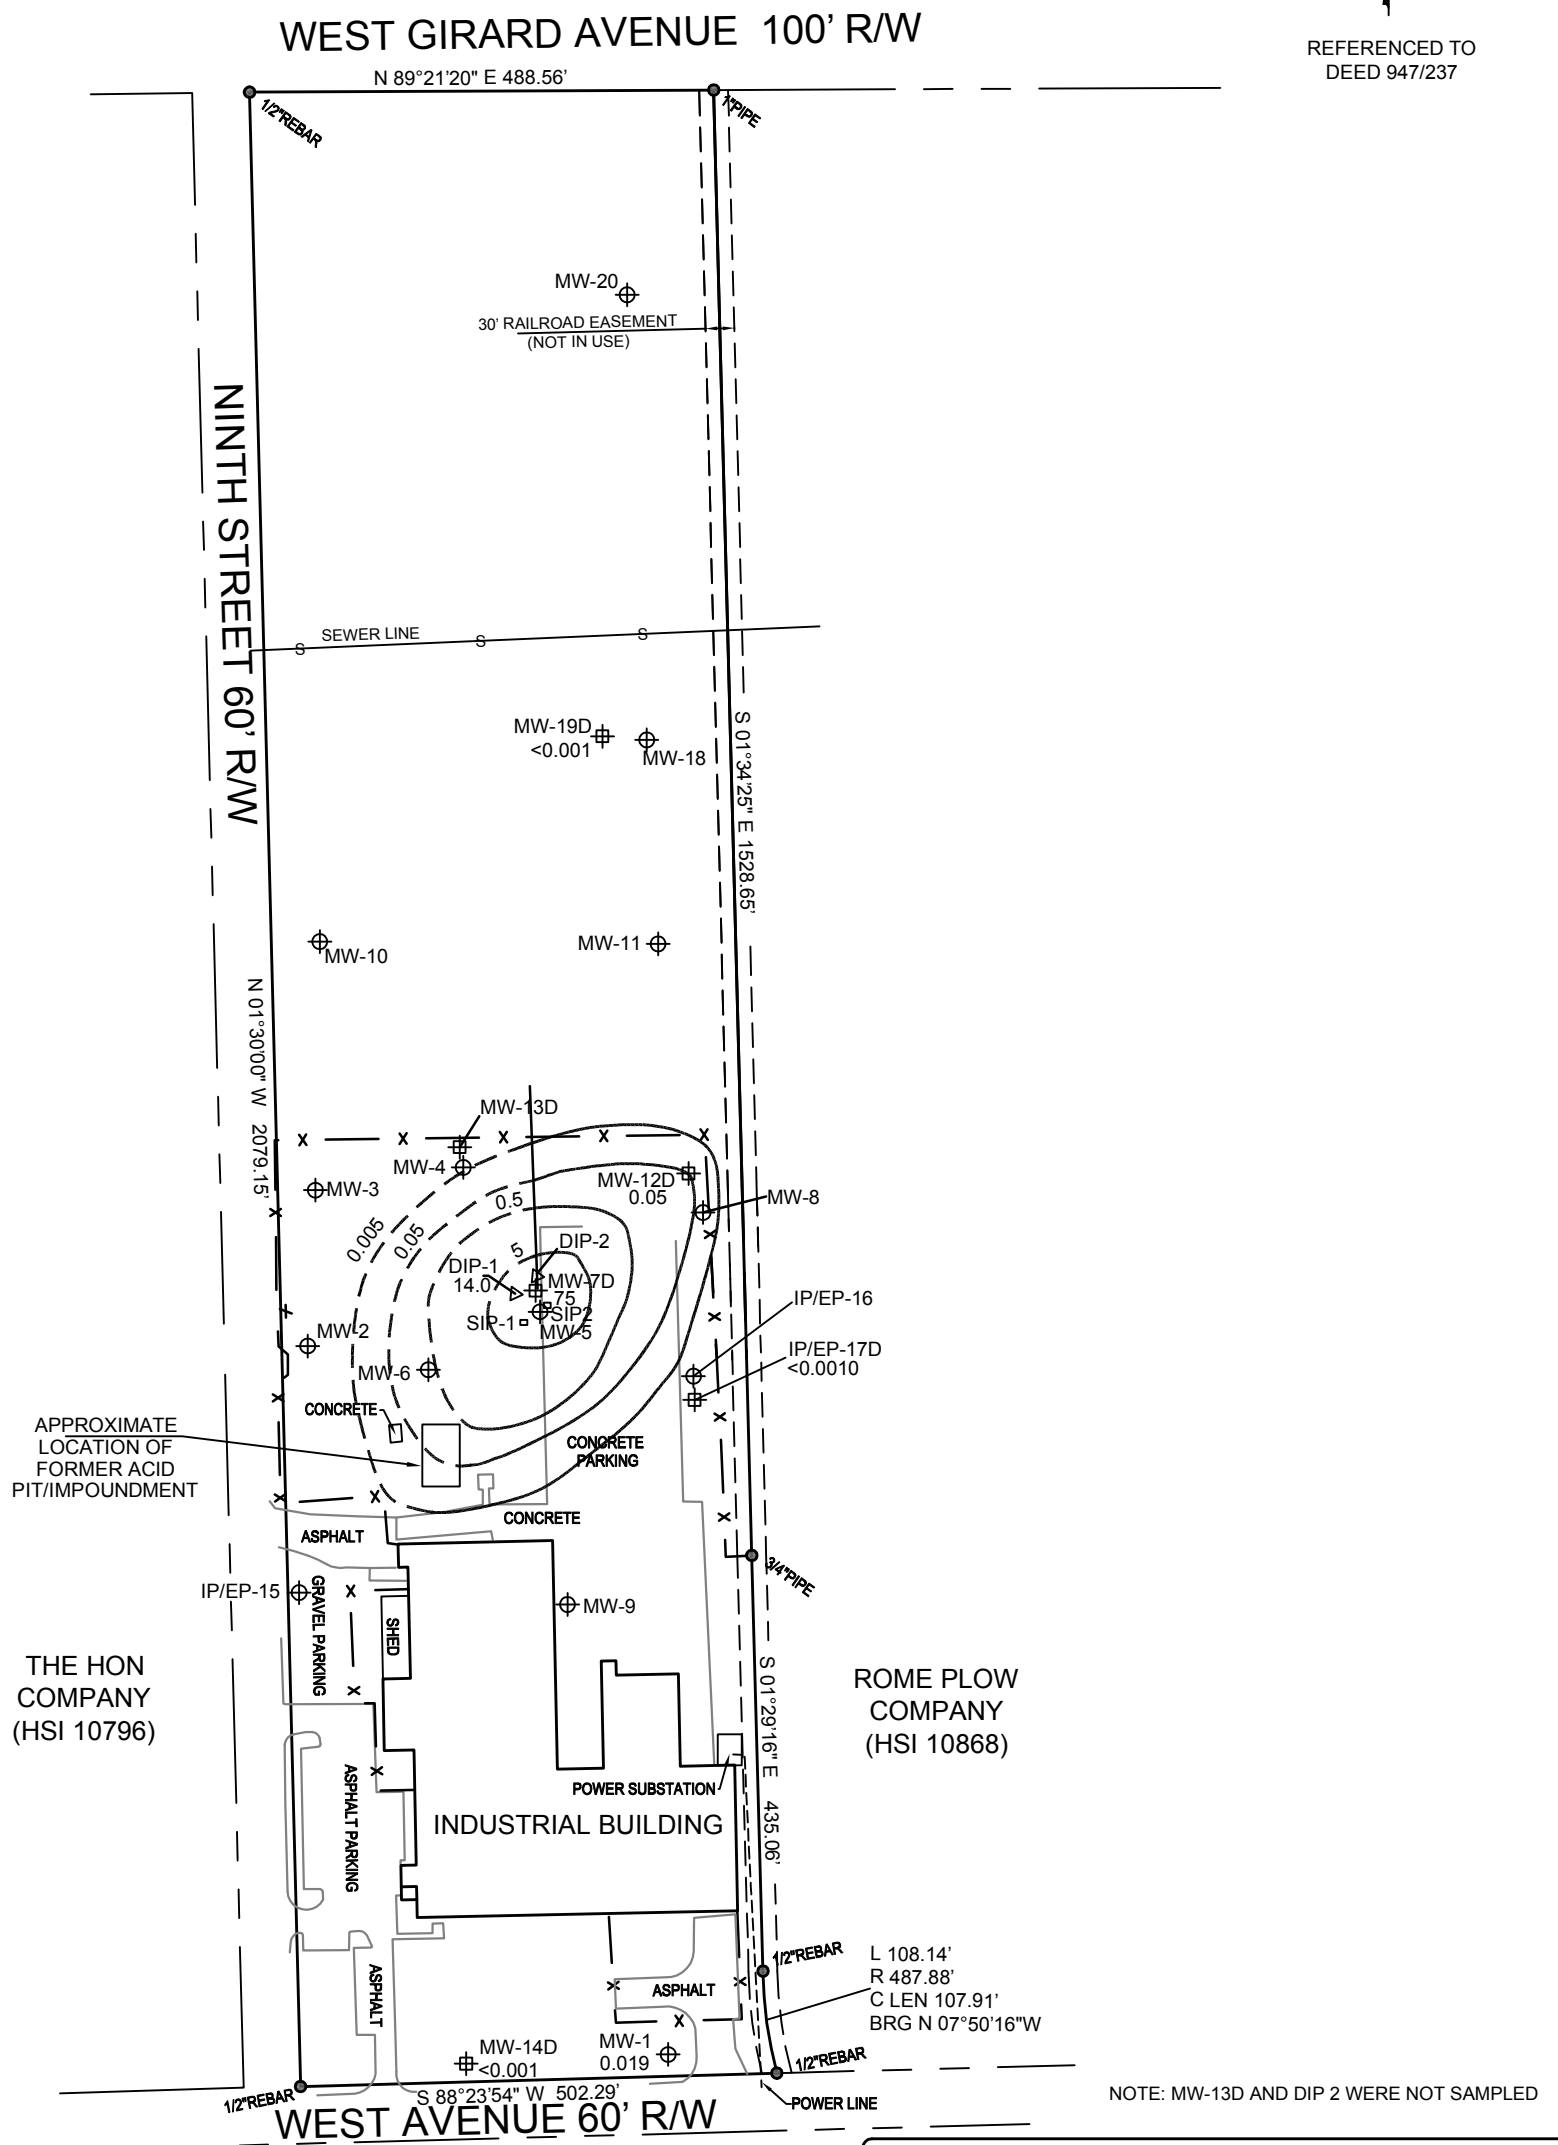 WEST GIRARD AVENUE 100' R/W
REFERENCED TO
DEED 947/237
N 89°21'20" E 488.56'
1/2"REBAR
1"PIPE
MW-20
30' RAILROAD EASEMENT
(NOT IN USE)
NINTH STREET 60' R/W
SEWER LINE
S
S
S
MW-19D
<0.001
MW-18
S 01°34'25" E 1528.65'
MW-10
MW-11
N 01°30'00" W 2079.15'
MW-13D
MW-4
MW-3
MW-12D
0.05
MW-8
0.005
0.05
0.5
5
DIP-2
DIP-1
14.0
MW-7D
75
SIP2
SIP-1
MW-5
IP/EP-16
MW-2
IP/EP-17D
<0.0010
MW-6
CONCRETE
APPROXIMATE
LOCATION OF
FORMER ACID
PIT/IMPOUNDMENT
CONCRETE
PARKING
CONCRETE
ASPHALT
3/4"PIPE
IP/EP-15
GRAVEL PARKING
SHED
MW-9
THE HON
COMPANY
(HSI 10796)
ROME PLOW
COMPANY
(HSI 10868)
S 01°29'16" E 435.06'
POWER SUBSTATION
ASPHALT PARKING
INDUSTRIAL BUILDING
1/2"REBAR
L 108.14'
R 487.88'
C LEN 107.91'
BRG N 07°50'16"W
ASPHALT
ASPHALT
MW-14D
<0.001
MW-1
0.019
1/2"REBAR
1/2"REBAR
S 88°23'54" W 502.29'
POWER LINE
NOTE: MW-13D AND DIP 2 WERE NOT SAMPLED
WEST AVENUE 60' R/W